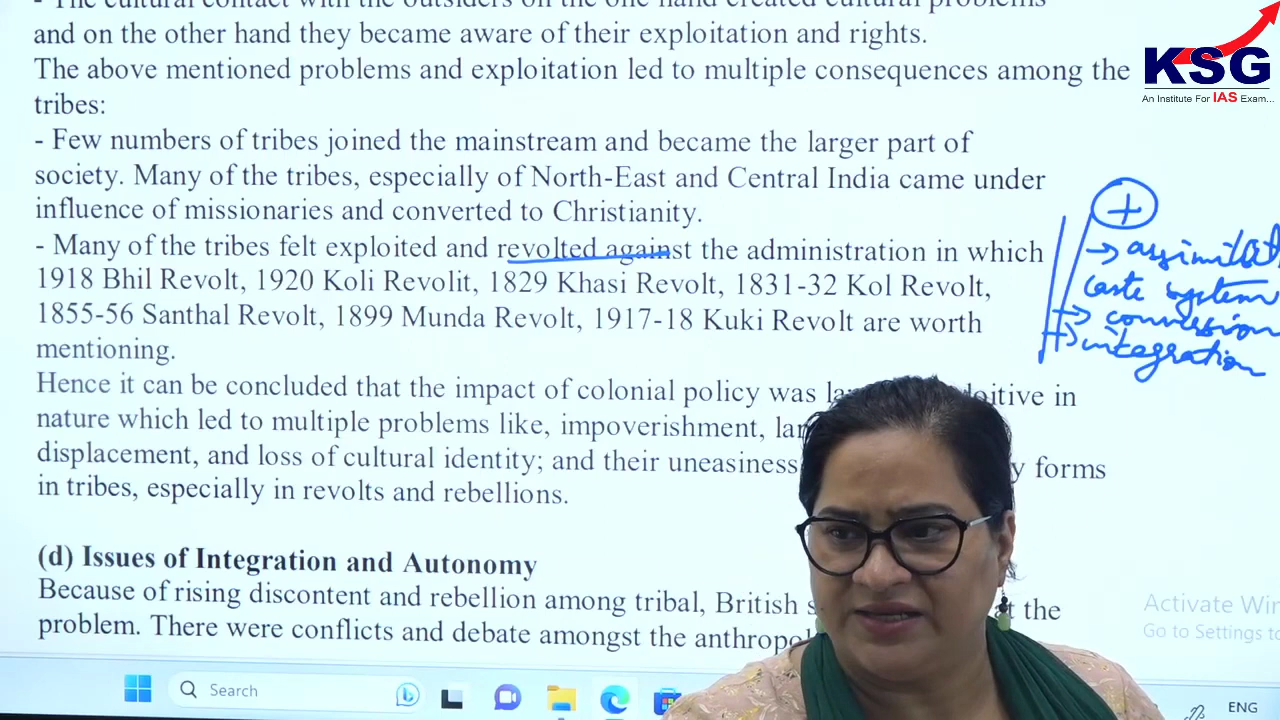 - The cultural contact with the outsiders on the one hand created cultural problems
and on the other hand they became aware of their exploitation and rights.
The above mentioned problems and exploitation led to multiple consequences among the
tribes:
- Few numbers of tribes joined the mainstream and became the larger part of
society. Many of the tribes, especially of North-East and Central India came under
influence of missionaries and converted to Christianity.
- Many of the tribes felt exploited and revolted against the administration in which
1918 Bhil Revolt, 1920 Koli Revolit, 1829 Khasi Revolt, 1831-32 Kol Revolt,
1855-56 Santhal Revolt, 1899 Munda Revolt, 1917-18 Kuki Revolt are worth
mentioning.
Hence it can be concluded that the impact of colonial policy was
in
nature which led to multiple problems like, impoverishment,
displacement, and loss of cultural identity; and their uneasiness forms
in tribes, especially in revolts and rebellions.
(d) Issues of Integration and Autonomy
Because of rising discontent and rebellion among tribal, British the
problem. There were conflicts and debate amongst the
KSG
An Institute For IAS Exam...
+
→ assimilat
caste system
→ conversion
→ integration
Activate Win
Go to Settings to
Search
ENG